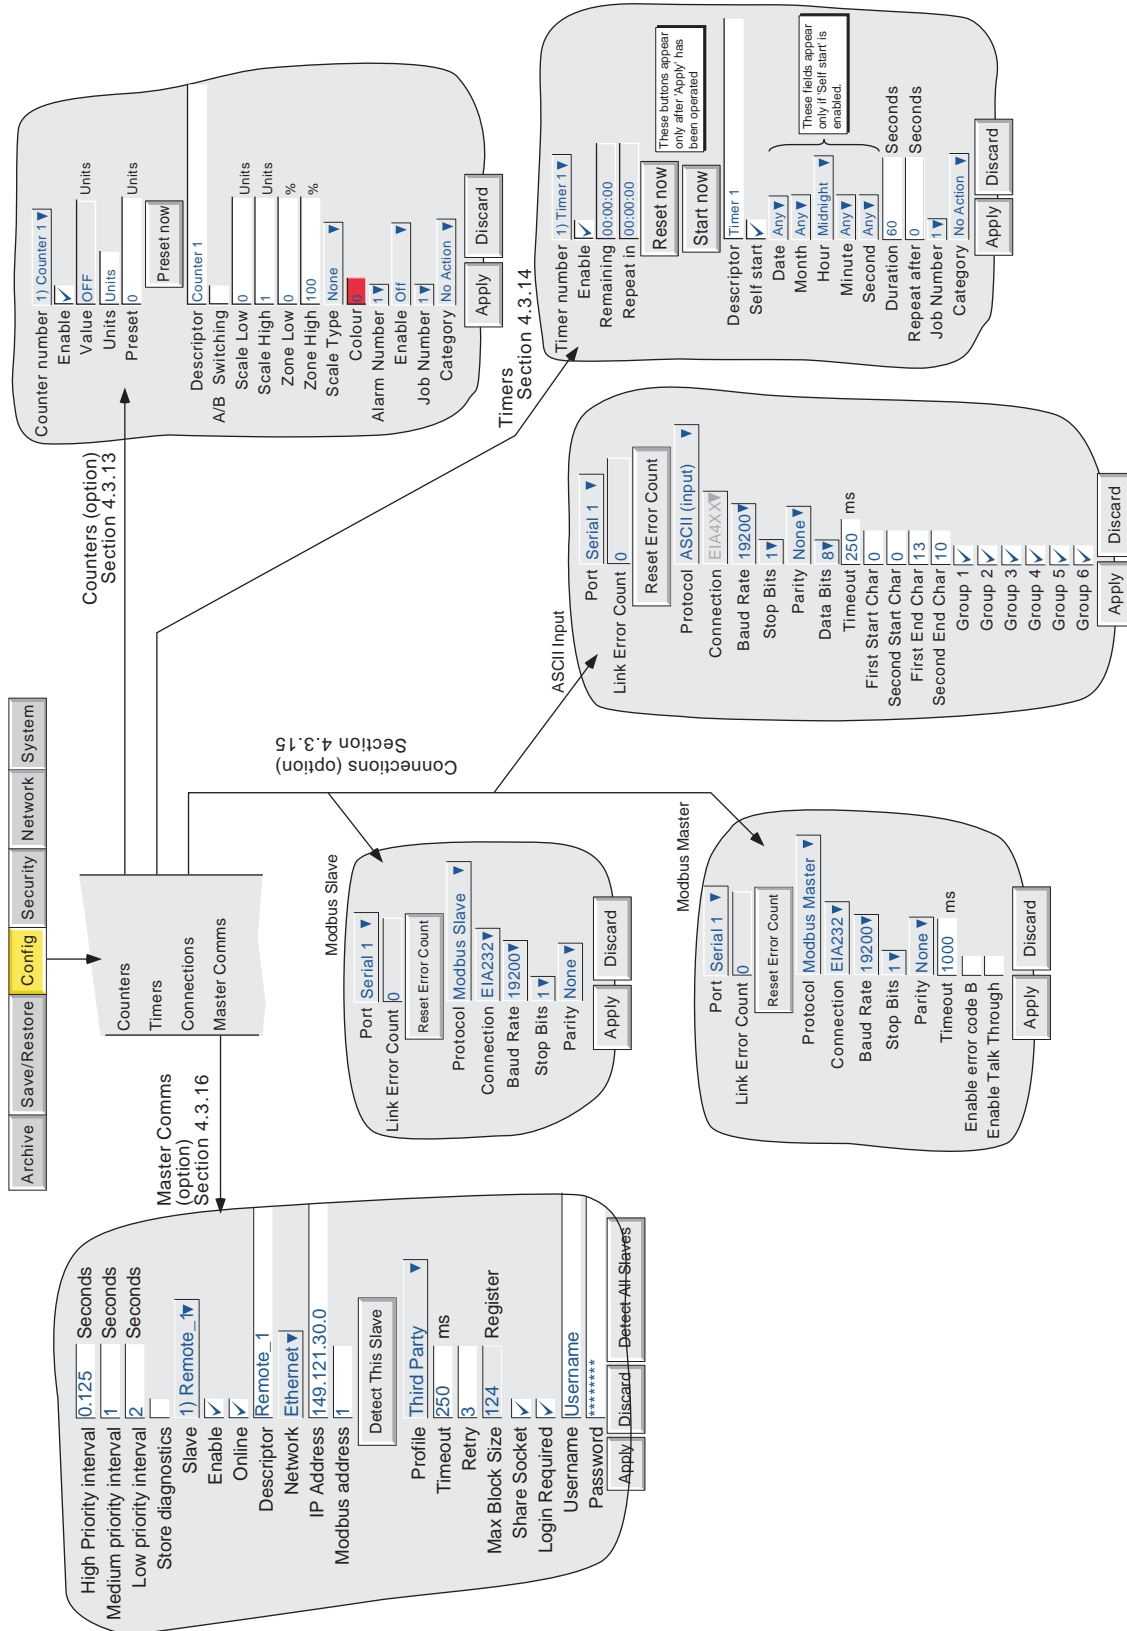 Archive
Save/Restore
Config
Security
Network
System
Counters
Timers
Connections
Master Comms
Master Comms
(option)
Section 4.3.16
High Priority interval 0.125 Seconds
Medium priority interval 1 Seconds
Low priority interval 2 Seconds
Store diagnostics
Slave 1) Remote_1
Enable
Online
Descriptor Remote_1
Network Ethernet
IP Address 149.121.30.0
Modbus address 1
Detect This Slave
Profile Third Party
Timeout 250 ms
Retry 3
Max Block Size 124 Register
Share Socket
Login Required
Username Username
Password ********
Apply Discard Detect All Slaves
Connections (option)
Section 4.3.15
Modbus Slave
Port Serial 1
Link Error Count 0
Reset Error Count
Protocol Modbus Slave
Connection EIA232
Baud Rate 19200
Stop Bits 1
Parity None
Apply Discard
Modbus Master
Port Serial 1
Link Error Count 0
Reset Error Count
Protocol Modbus Master
Connection EIA232
Baud Rate 19200
Stop Bits 1
Parity None
Timeout 1000 ms
Enable error code B
Enable Talk Through
Apply Discard
ASCII Input
Port Serial 1
Link Error Count 0
Reset Error Count
Protocol ASCII (input)
Connection EIA4XX
Baud Rate 19200
Stop Bits 1
Parity None
Data Bits 8
Timeout 250 ms
First Start Char 0
Second Start Char 0
First End Char 13
Second End Char 10
Group 1
Group 2
Group 3
Group 4
Group 5
Group 6
Apply Discard
Counters (option)
Section 4.3.13
Counter number 1) Counter 1
Enable
Value OFF Units
Units Units
Preset 0 Units
Preset now
Descriptor Counter 1
A/B Switching
Scale Low 0 Units
Scale High 1 Units
Zone Low 0 %
Zone High 100 %
Scale Type None
Colour 0
Alarm Number 1
Enable Off
Job Number 1
Category No Action
Apply Discard
Timers
Section 4.3.14
Timer number 1) Timer 1
Enable
Remaining 00:00:00
Repeat in 00:00:00
Reset now
Start now
These buttons appear
only after 'Apply' has
been operated
Descriptor Timer 1
Self start
Date Any
Month Any
Hour Midnight
Minute Any
Second Any
These fields appear
only if 'Self start' is
enabled.
Duration 60 Seconds
Repeat after 0 Seconds
Job Number 1
Category No Action
Apply Discard